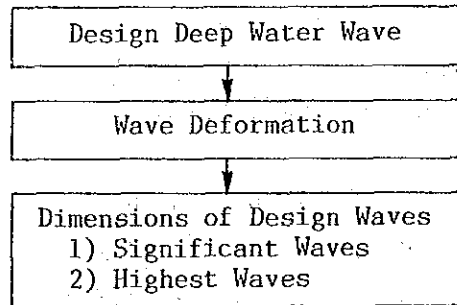 Design Deep Water Wave
Wave Deformation
Dimensions of Design Waves
1) Significant Waves
2) Highest Waves